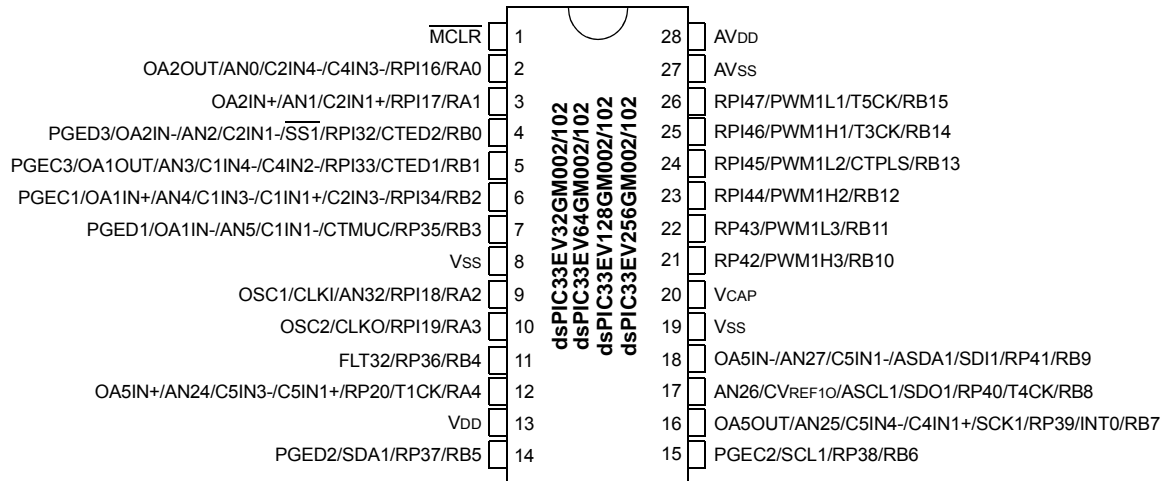 MCLR 1
OA2OUT/AN0/C2IN4-/C4IN3-/RPI16/RA0 2
OA2IN+/AN1/C2IN1+/RPI17/RA1 3
PGED3/OA2IN-/AN2/C2IN1-/SS1/RPI32/CTED2/RB0 4
PGEC3/OA1OUT/AN3/C1IN4-/C4IN2-/RPI33/CTED1/RB1 5
PGEC1/OA1IN+/AN4/C1IN3-/C1IN1+/C2IN3-/RPI34/RB2 6
PGED1/OA1IN-/AN5/C1IN1-/CTMUC/RP35/RB3 7
VSS 8
OSC1/CLKI/AN32/RPI18/RA2 9
OSC2/CLKO/RPI19/RA3 10
FLT32/RP36/RB4 11
OA5IN+/AN24/C5IN3-/C5IN1+/RP20/T1CK/RA4 12
VDD 13
PGED2/SDA1/RP37/RB5 14
dsPIC33EV32GM002/102
dsPIC33EV64GM002/102
dsPIC33EV128GM002/102
dsPIC33EV256GM002/102
28 AVDD
27 AVSS
26 RPI47/PWM1L1/T5CK/RB15
25 RPI46/PWM1H1/T3CK/RB14
24 RPI45/PWM1L2/CTPLS/RB13
23 RPI44/PWM1H2/RB12
22 RP43/PWM1L3/RB11
21 RP42/PWM1H3/RB10
20 VCAP
19 VSS
18 OA5IN-/AN27/C5IN1-/ASDA1/SDI1/RP41/RB9
17 AN26/CVREF1O/ASCL1/SDO1/RP40/T4CK/RB8
16 OA5OUT/AN25/C5IN4-/C4IN1+/SCK1/RP39/INT0/RB7
15 PGEC2/SCL1/RP38/RB6